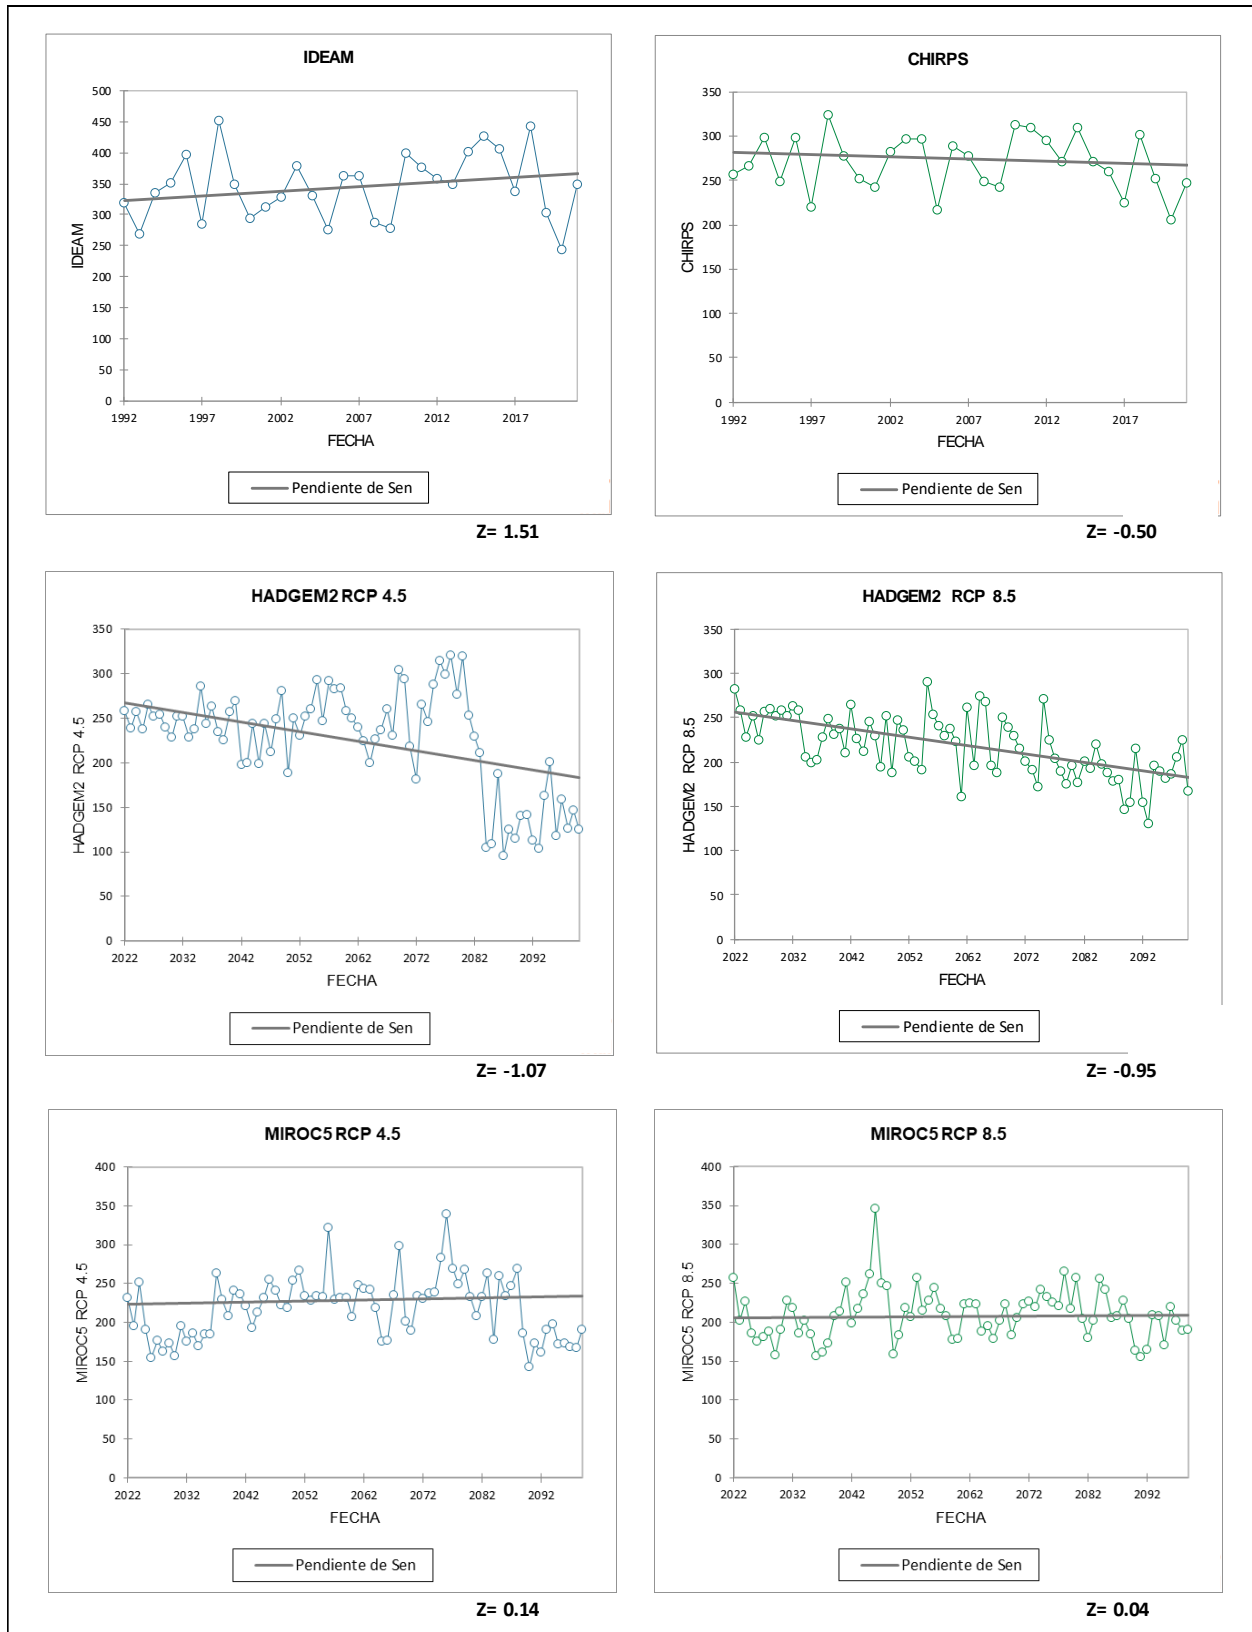 IDEAM
500
450
400
350
300
250
200
150
100
50
0
IDEAM
1992 1997 2002 2007 2012 2017
FECHA
Pendiente de Sen
Z= 1.51
CHIRPS
350
300
250
200
150
100
50
0
CHIRPS
1992 1997 2002 2007 2012 2017
FECHA
Pendiente de Sen
Z= -0.50
HADGEM2 RCP 4.5
350
300
250
200
150
100
50
0
HADGEM2 RCP 4.5
2022 2032 2042 2052 2062 2072 2082 2092
FECHA
Pendiente de Sen
Z= -1.07
HADGEM2 RCP 8.5
350
300
250
200
150
100
50
0
HADGEM2 RCP 8.5
2022 2032 2042 2052 2062 2072 2082 2092
FECHA
Pendiente de Sen
Z= -0.95
MIROC5 RCP 4.5
400
350
300
250
200
150
100
50
0
MIROC5 RCP 4.5
2022 2032 2042 2052 2062 2072 2082 2092
FECHA
Pendiente de Sen
Z= 0.14
MIROC5 RCP 8.5
400
350
300
250
200
150
100
50
0
MIROC5 RCP 8.5
2022 2032 2042 2052 2062 2072 2082 2092
FECHA
Pendiente de Sen
Z= 0.04